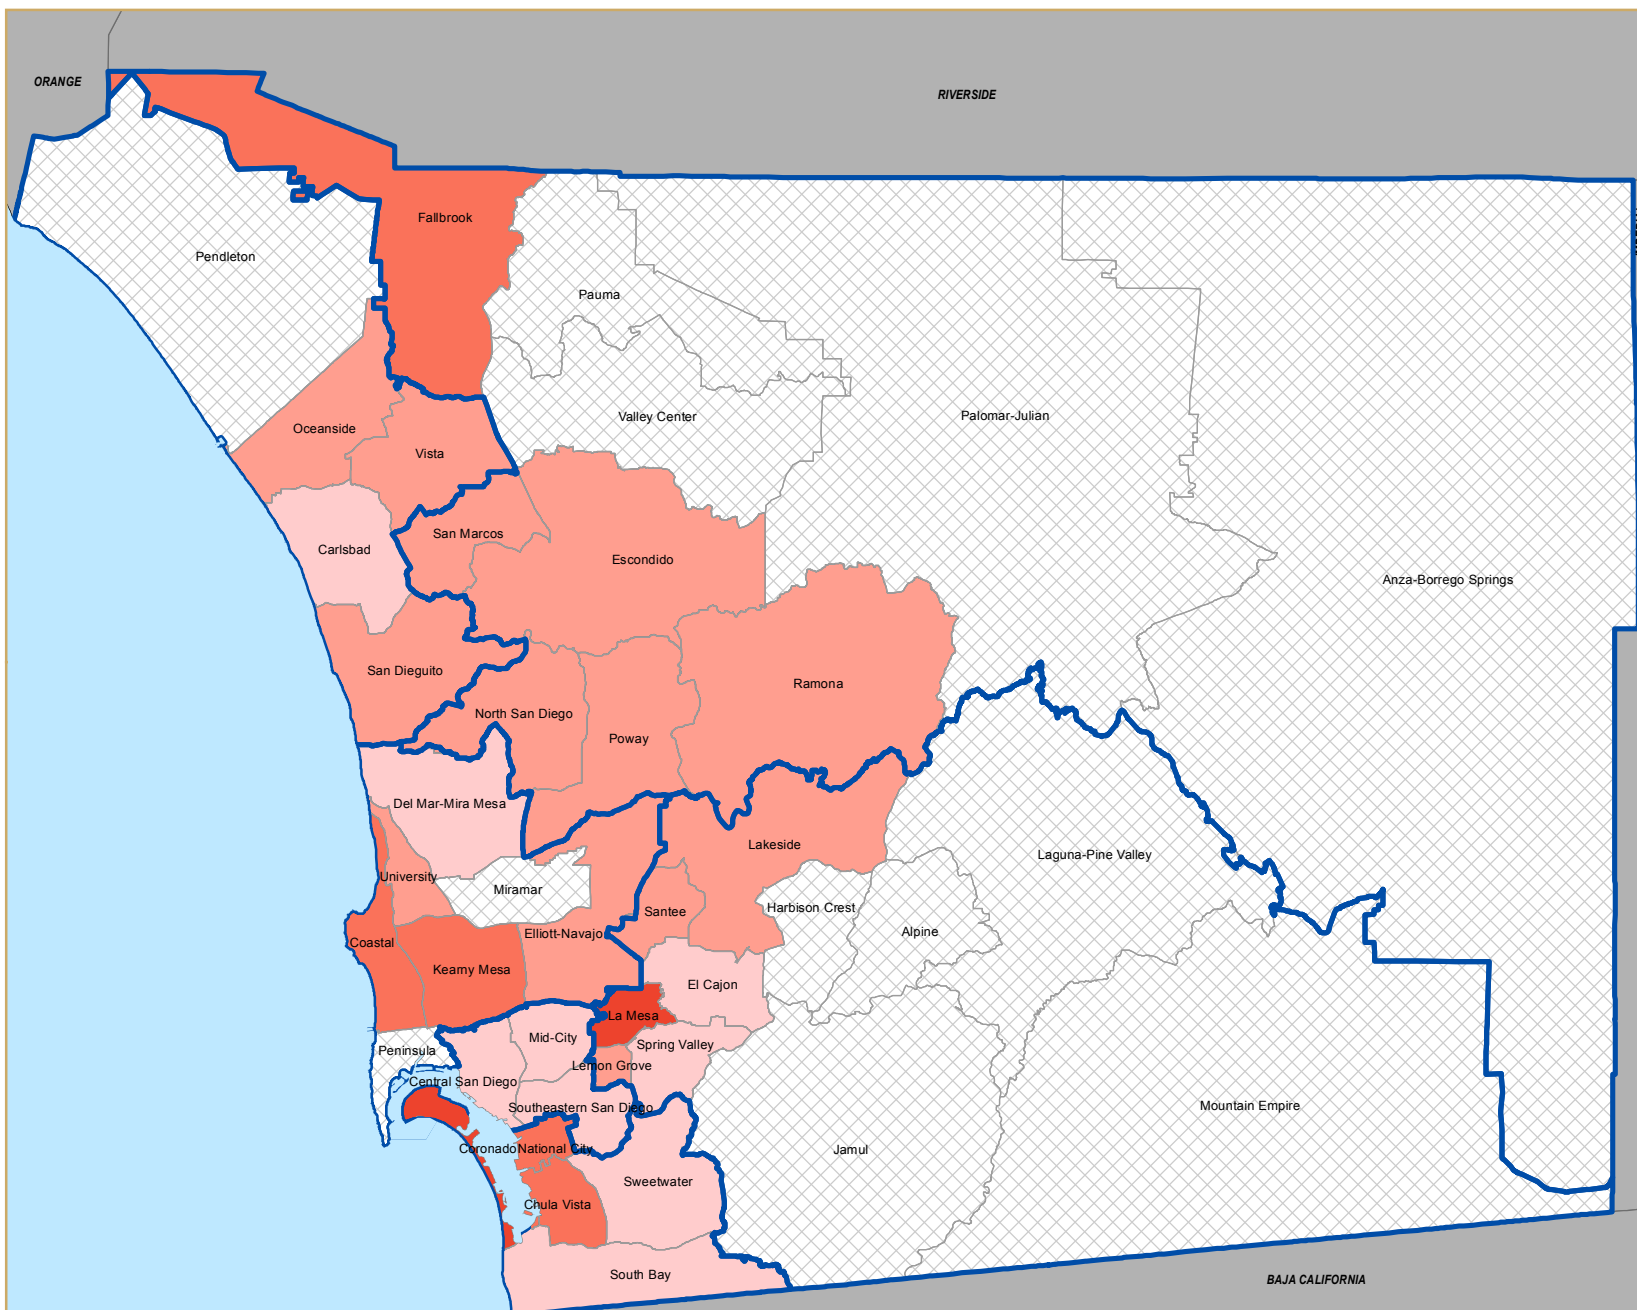 ORANGE
RIVERSIDE
Fallbrook
Pendleton
Pauma
Valley Center
Palomar-Julian
Oceanside
Vista
San Marcos
Carlsbad
Escondido
Anza-Borrego Springs
San Dieguito
Ramona
North San Diego
Poway
Del Mar-Mira Mesa
Lakeside
Laguna-Pine Valley
University
Miramar
Harbison Crest
Santee
Alpine
Elliott-Navajo
Coastal
Kearny Mesa
El Cajon
La Mesa
Mid-City
Spring Valley
Peninsula
Lemon Grove
Central San Diego
Southeastern San Diego
Mountain Empire
Coronado
National City
Jamul
Sweetwater
Chula Vista
South Bay
BAJA CALIFORNIA